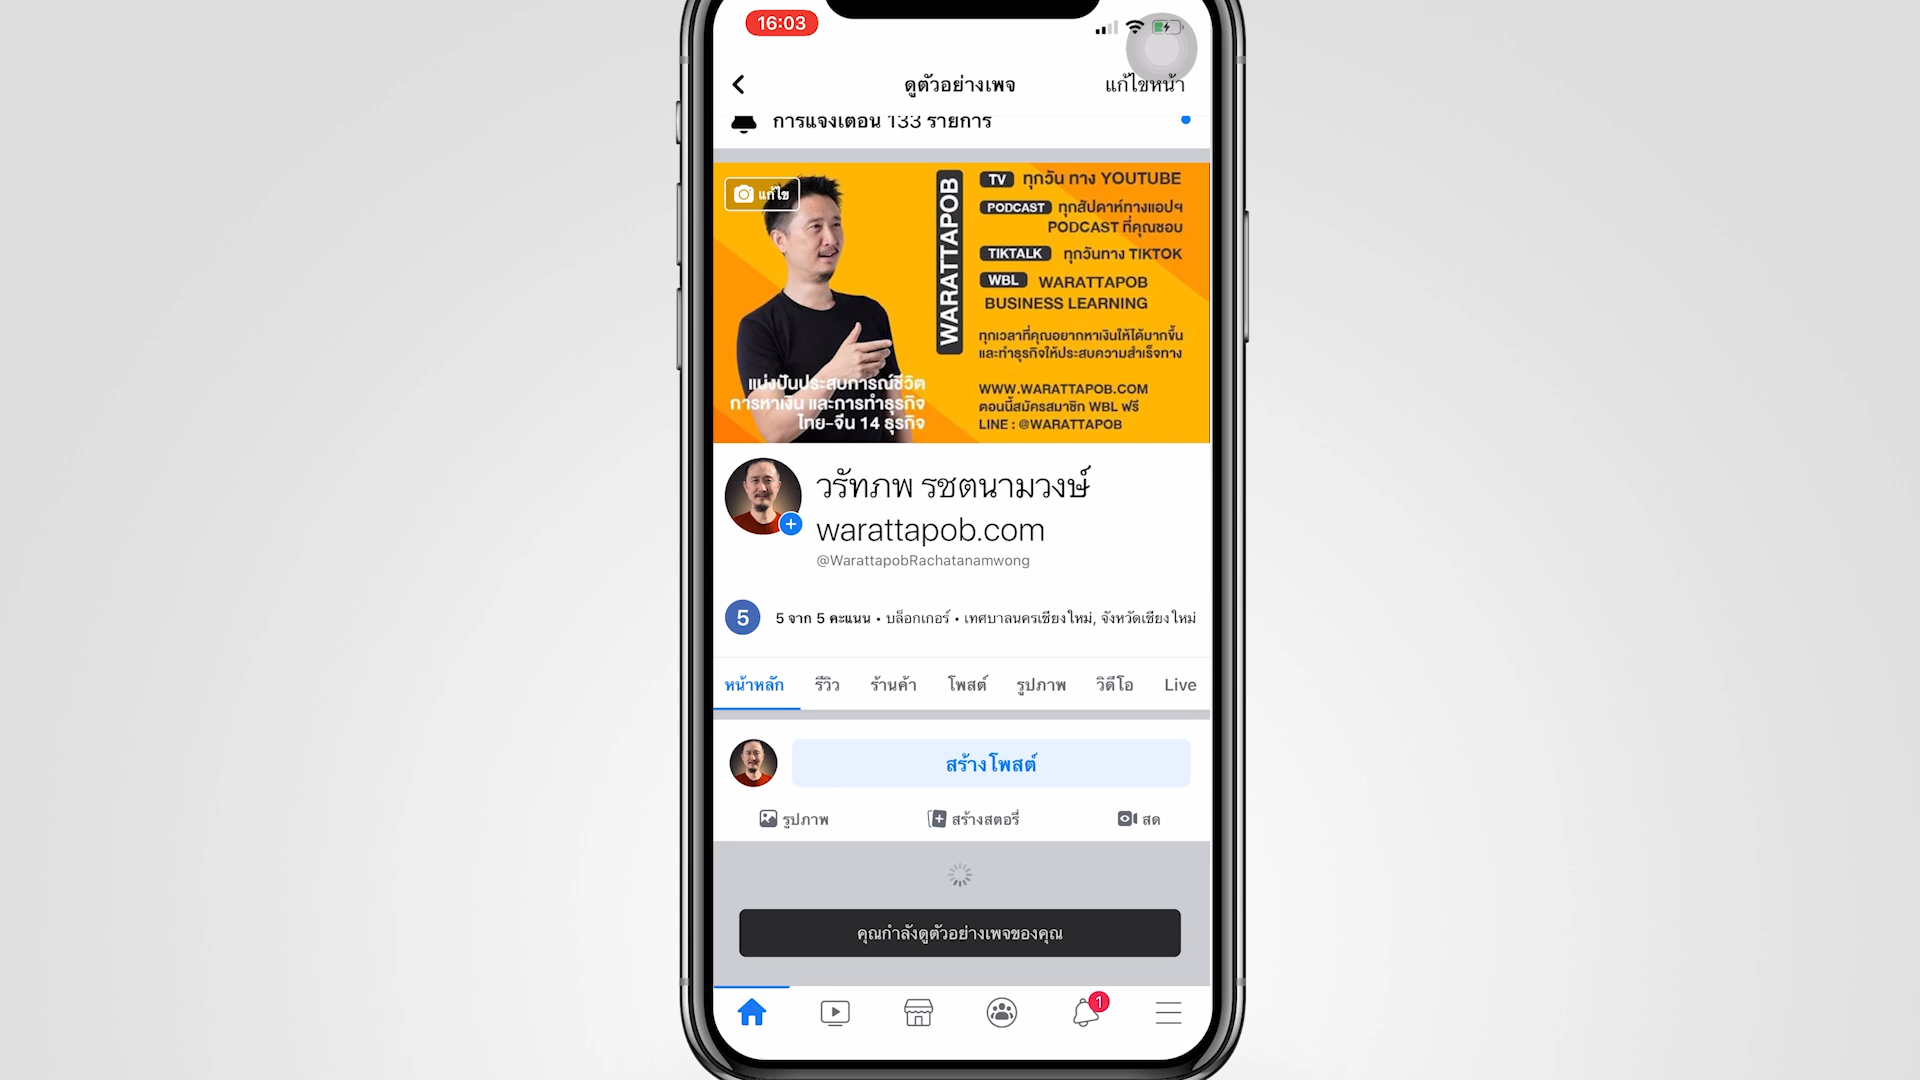 16:03
ดูตัวอย่างเพจ
แก้ไขหน้า
การแจ้งเตือน 133 รายการ
แก้ไข
WARATTAPOB
TV ทุกวัน ทาง YOUTUBE
PODCAST ทุกสัปดาห์ทางแอปฯ
PODCAST ที่คุณชอบ
TIKTALK ทุกวันทาง TIKTOK
WBL WARATTAPOB
BUSINESS LEARNING
ทุกเวลาที่คุณอยากหาเงินให้ได้มากขึ้น
และทำธุรกิจให้ประสบความสำเร็จทาง
WWW.WARATTAPOB.COM
ตอนนี้สมัครสมาชิก WBL ฟรี
LINE : @WARATTAPOB
แบ่งปันประสบการณ์ชีวิต
การหาเงิน และการทำธุรกิจ
ไทย-จีน 14 ธุรกิจ
วรัทภพ รชตนามวงษ์
warattapob.com
@WarattapobRachatanamwong
5 5 จาก 5 คะแนน • บล็อกเกอร์ • เทศบาลนครเชียงใหม่, จังหวัดเชียงใหม่
หน้าหลัก รีวิว ร้านค้า โพสต์ รูปภาพ วิดีโอ Live
สร้างโพสต์
รูปภาพ สร้างสตอรี่ สด
คุณกำลังดูตัวอย่างเพจของคุณ
1